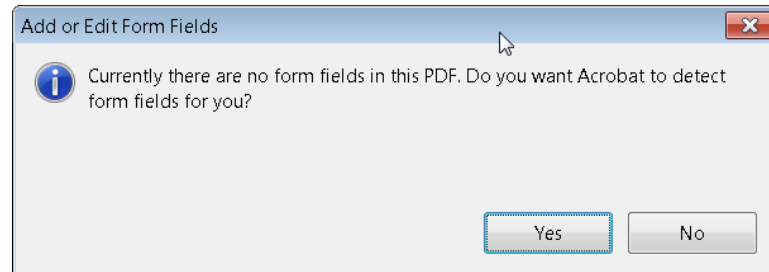 Add or Edit Form Fields
Currently there are no form fields in this PDF. Do you want Acrobat to detect
form fields for you?
Yes
No